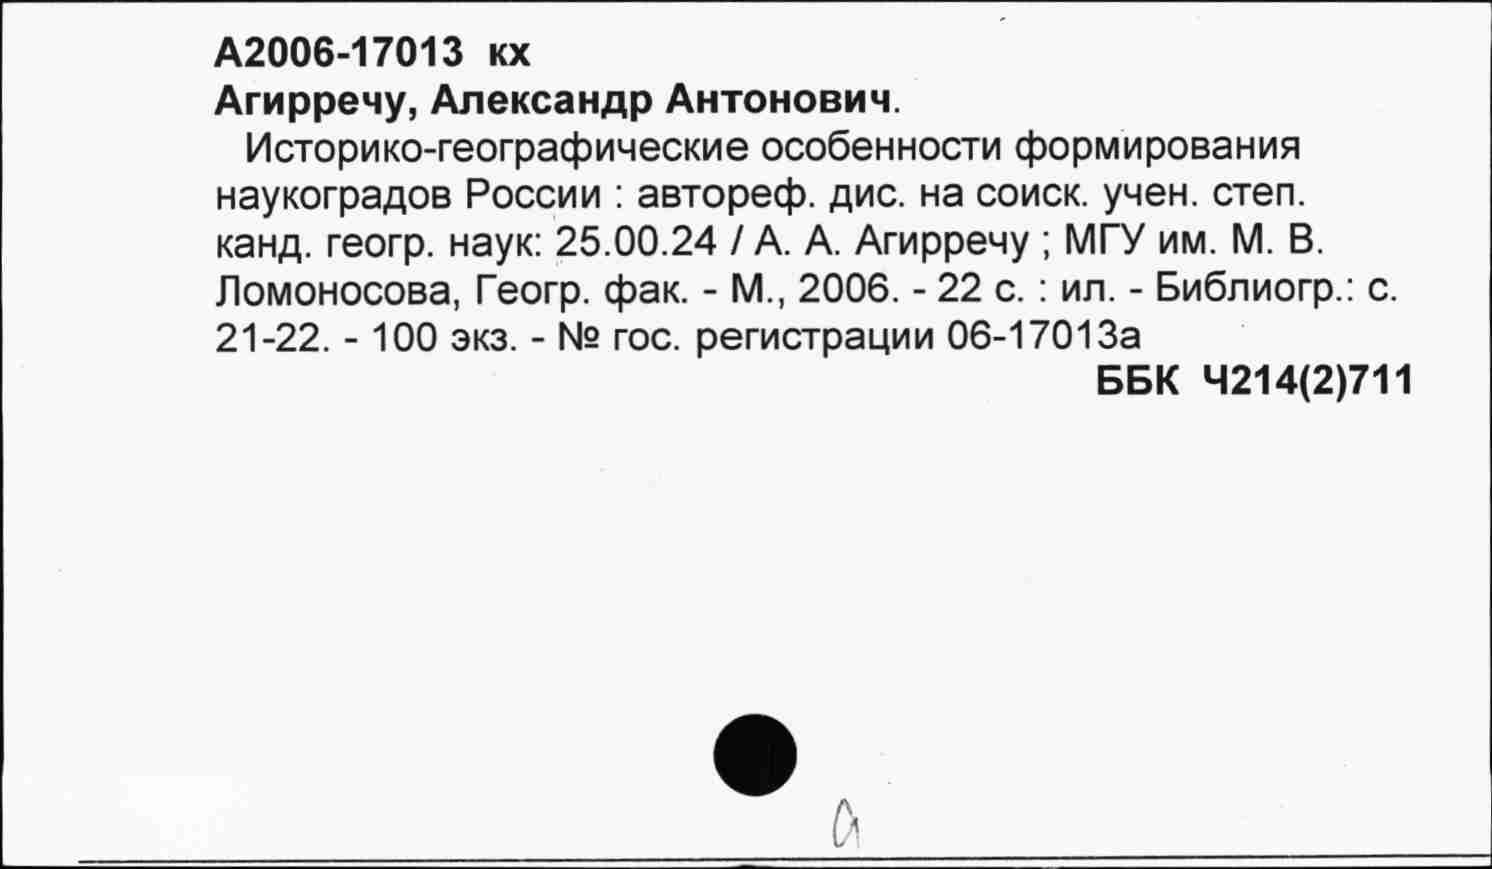 А2006-17013 кх
Агирречу, Александр Антонович.
Историко-географические особенности формирования
наукоградов России : автореф. дис. на соиск. учен. степ.
канд. геогр. наук: 25.00.24 / А. А. Агирречу ; МГУ им. М. В.
Ломоносова, Геогр. фак. - М., 2006. - 22 с. : ил. - Библиогр.: с.
21-22. - 100 экз. - № гос. регистрации 06-17013а
ББК Ч214(2)711
а